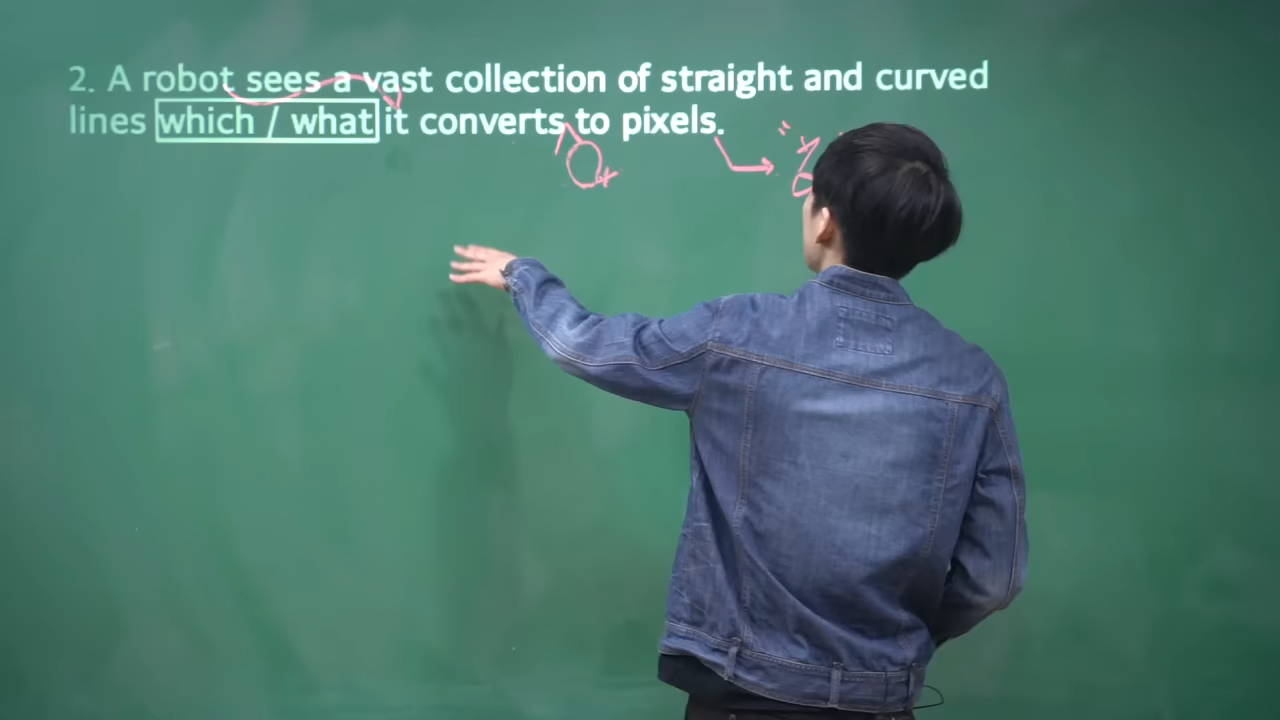 2. A robot sees a vast collection of straight and curved
lines which / what it converts to pixels.